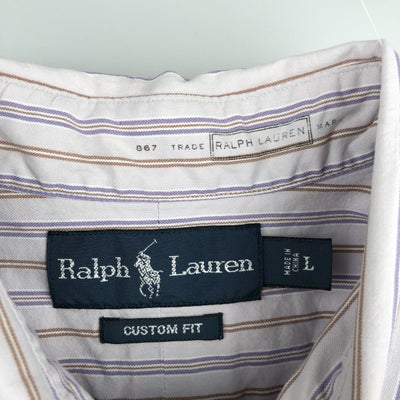 867 TRADE RALPH LAUREN MAR
Ralph Lauren
MADE IN
CHINA
L
CUSTOM FIT